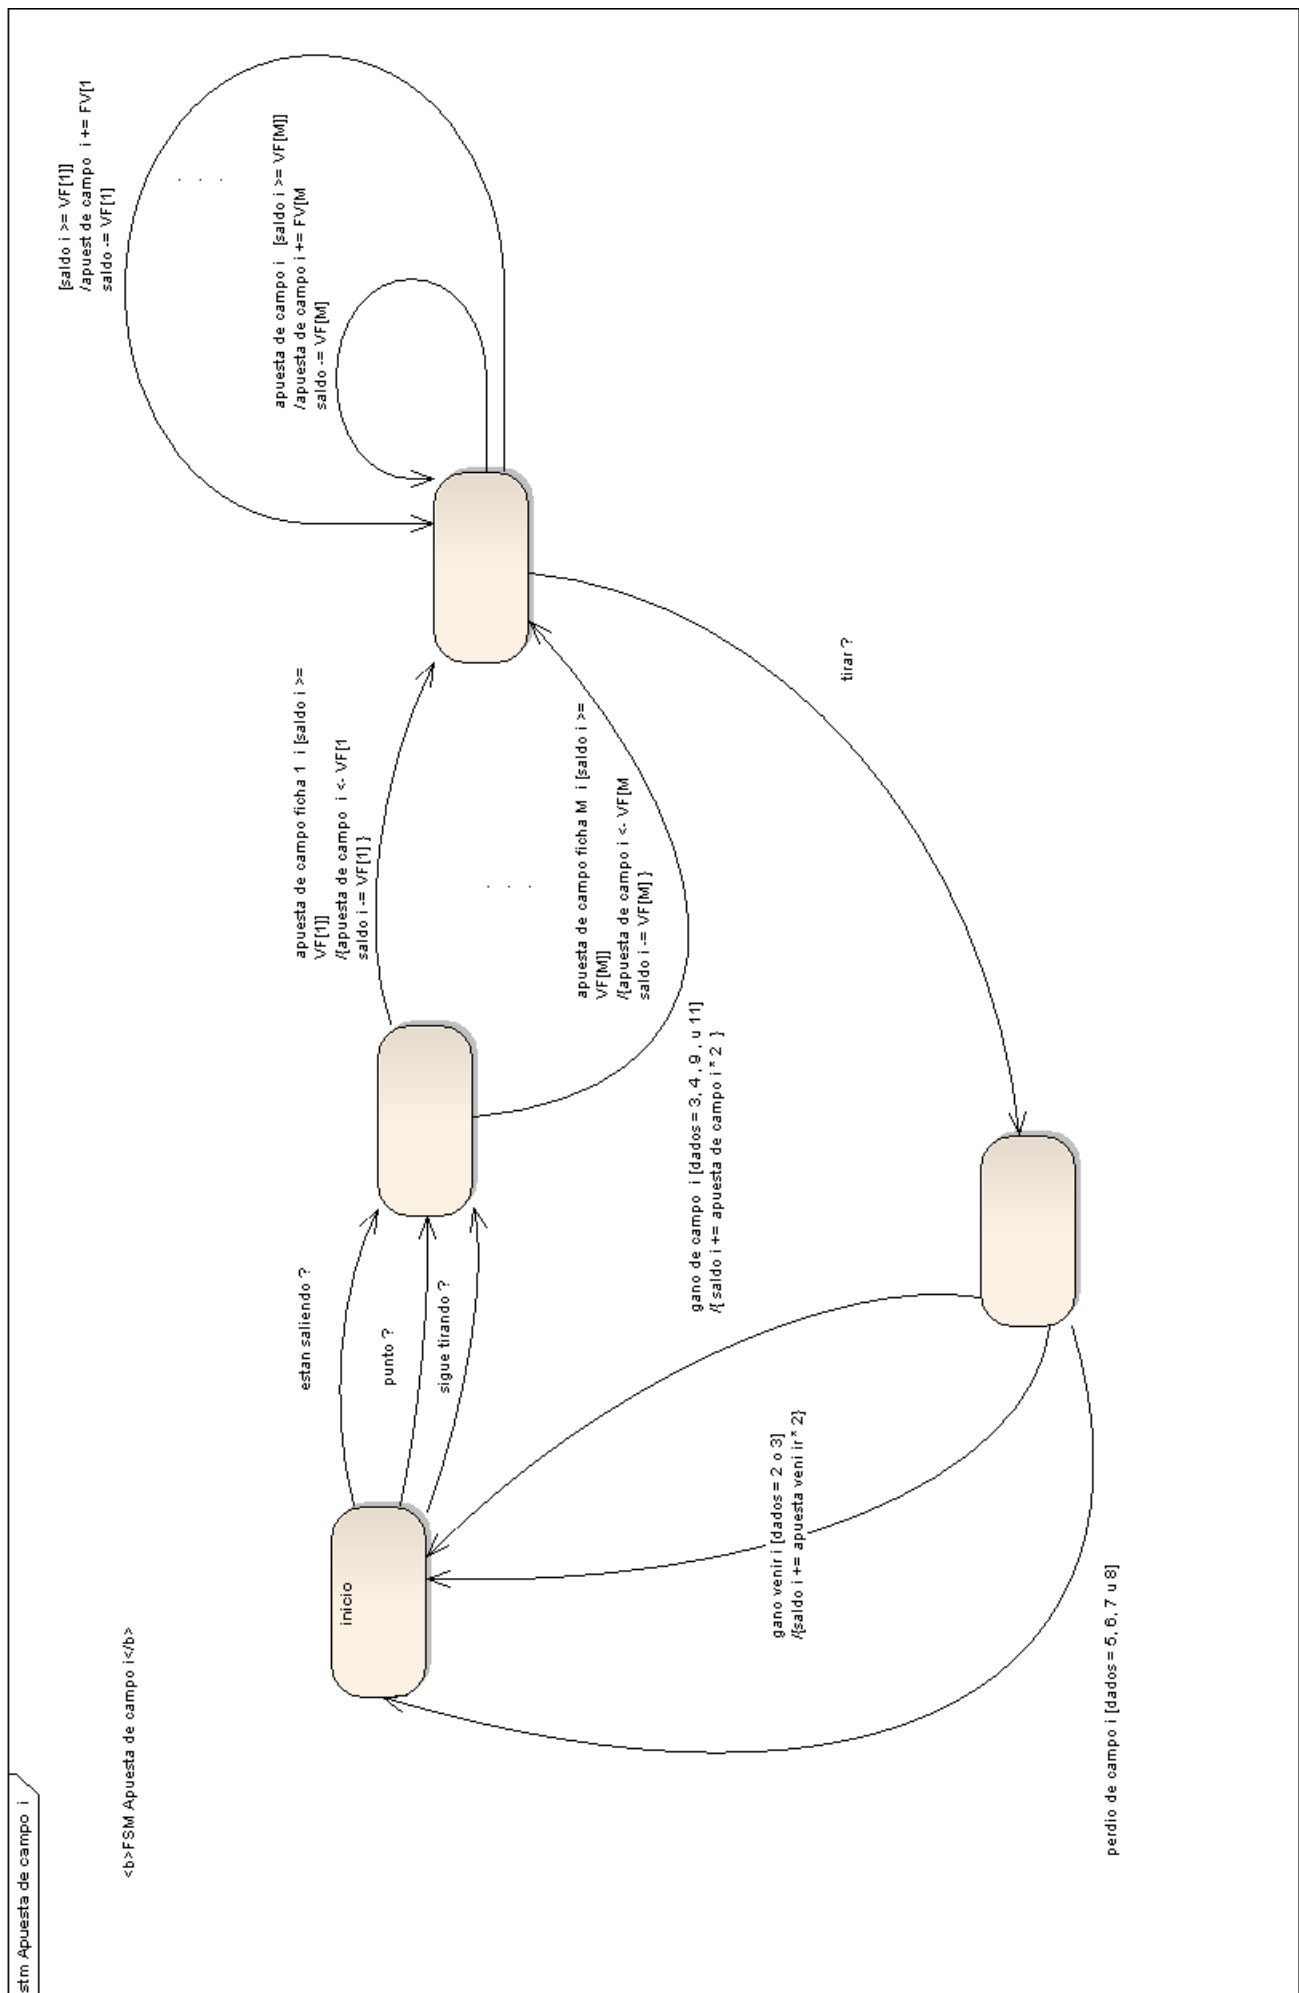 stm Apuesta de campo i
<b>FSM Apuesta de campo i</b>
inicio
estan saliendo ?
punto ?
sigue tirando ?
apuesta de campo ficha 1  i [saldo i >=
VF[1]]
/{apuesta de campo  i <- VF[1
saldo i -= VF[1] }
. . .
apuesta de campo ficha M  i [saldo i >=
VF[M]]
/{apuesta de campo i <- VF[M
saldo i -= VF[M] }
[saldo i >= VF[1]]
/apuest de campo  i += FV[1
saldo -= VF[1]
. . .
apuesta de campo i  [saldo i >= VF[M]]
/apuesta de campo i += FV[M
saldo -= VF[M]
tirar ?
gano de campo  i [dados = 3, 4 , 9 , u 11]
/{ saldo i += apuesta de campo i * 2  }
gano venir i [dados = 2 o 3]
/{saldo i += apuesta veni ir * 2}
perdio de campo i [dados = 5, 6, 7 u 8]